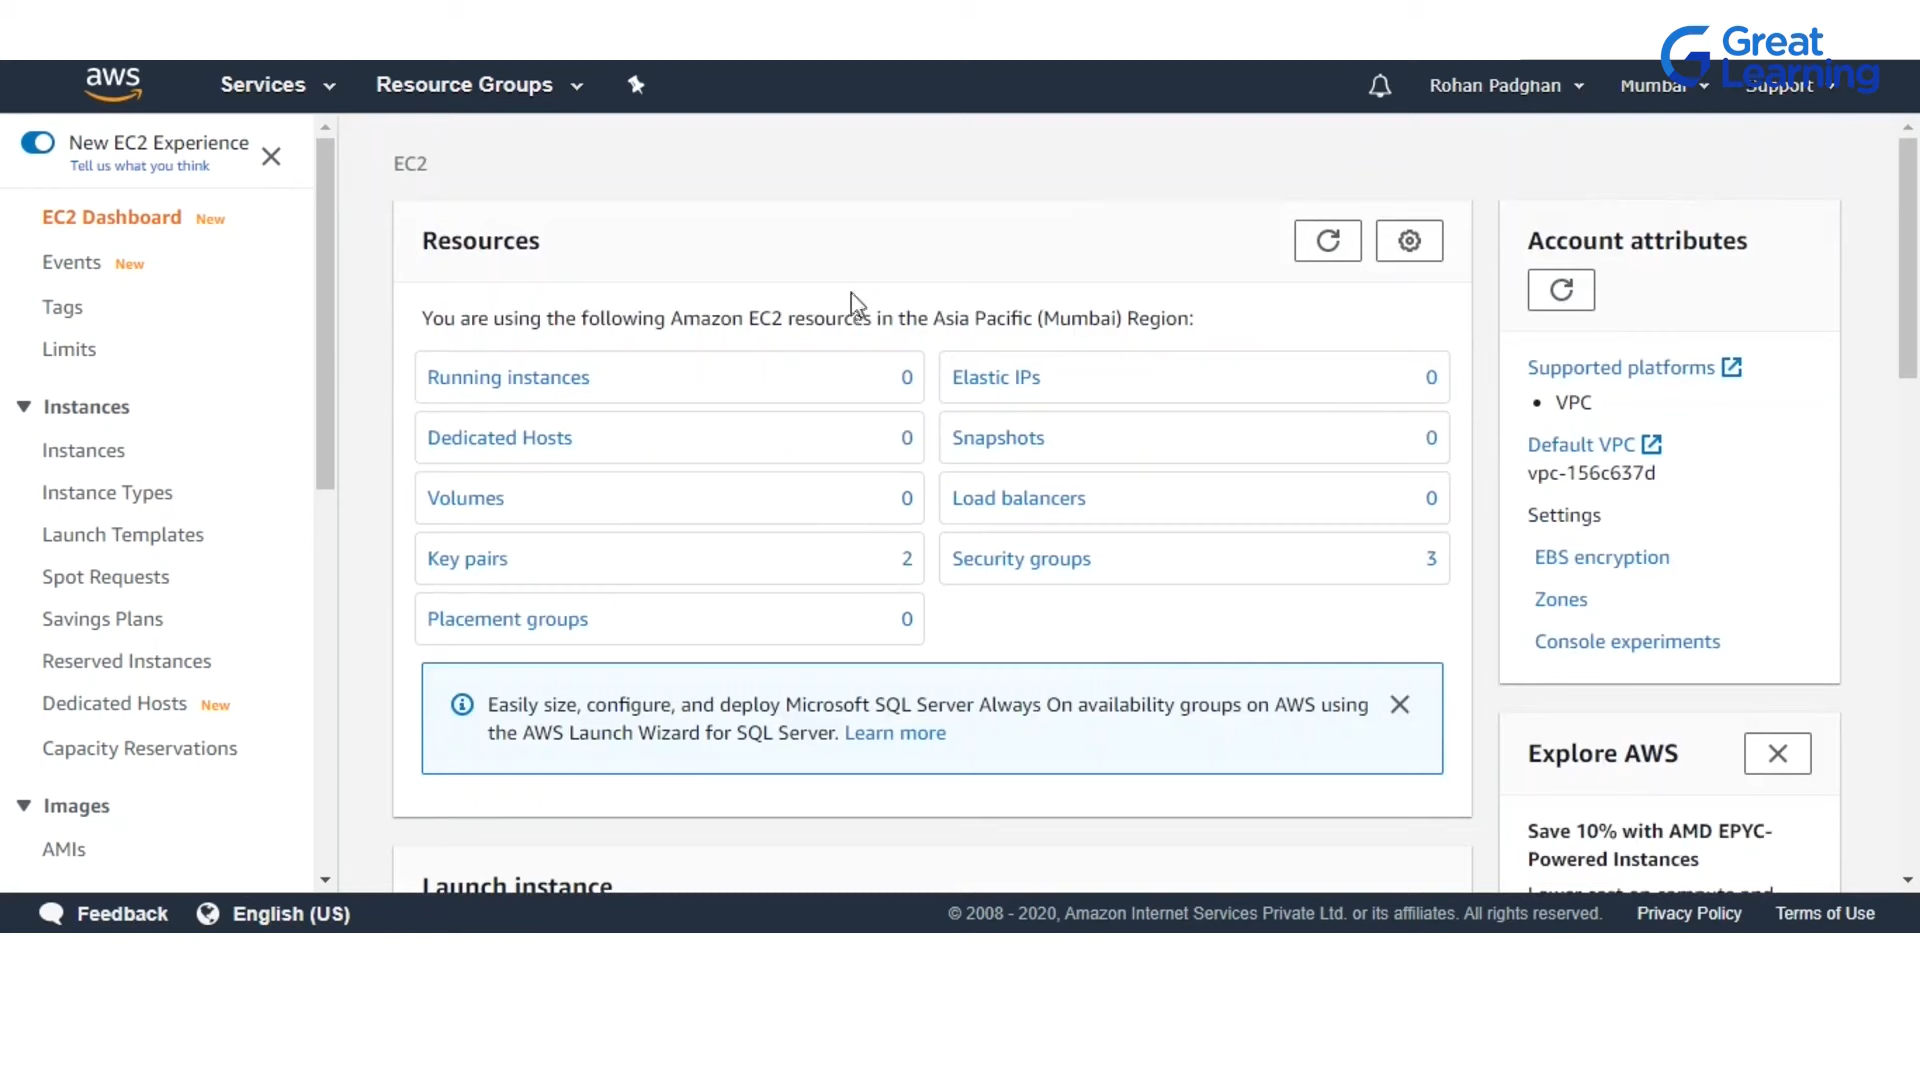 Great
Learning
aws
Services
Resource Groups
Rohan Padghan
Mumbai
Support
New EC2 Experience
Tell us what you think
EC2 Dashboard New
Events New
Tags
Limits
Instances
Instances
Instance Types
Launch Templates
Spot Requests
Savings Plans
Reserved Instances
Dedicated Hosts New
Capacity Reservations
Images
AMIs
EC2
Resources
You are using the following Amazon EC2 resources in the Asia Pacific (Mumbai) Region:
Running instances 0
Elastic IPs 0
Dedicated Hosts 0
Snapshots 0
Volumes 0
Load balancers 0
Key pairs 2
Security groups 3
Placement groups 0
Easily size, configure, and deploy Microsoft SQL Server Always On availability groups on AWS using
the AWS Launch Wizard for SQL Server. Learn more
Launch instance
Account attributes
Supported platforms
• VPC
Default VPC
vpc-156c637d
Settings
EBS encryption
Zones
Console experiments
Explore AWS
Save 10% with AMD EPYC-
Powered Instances
Feedback
English (US)
© 2008 - 2020, Amazon Internet Services Private Ltd. or its affiliates. All rights reserved.
Privacy Policy
Terms of Use